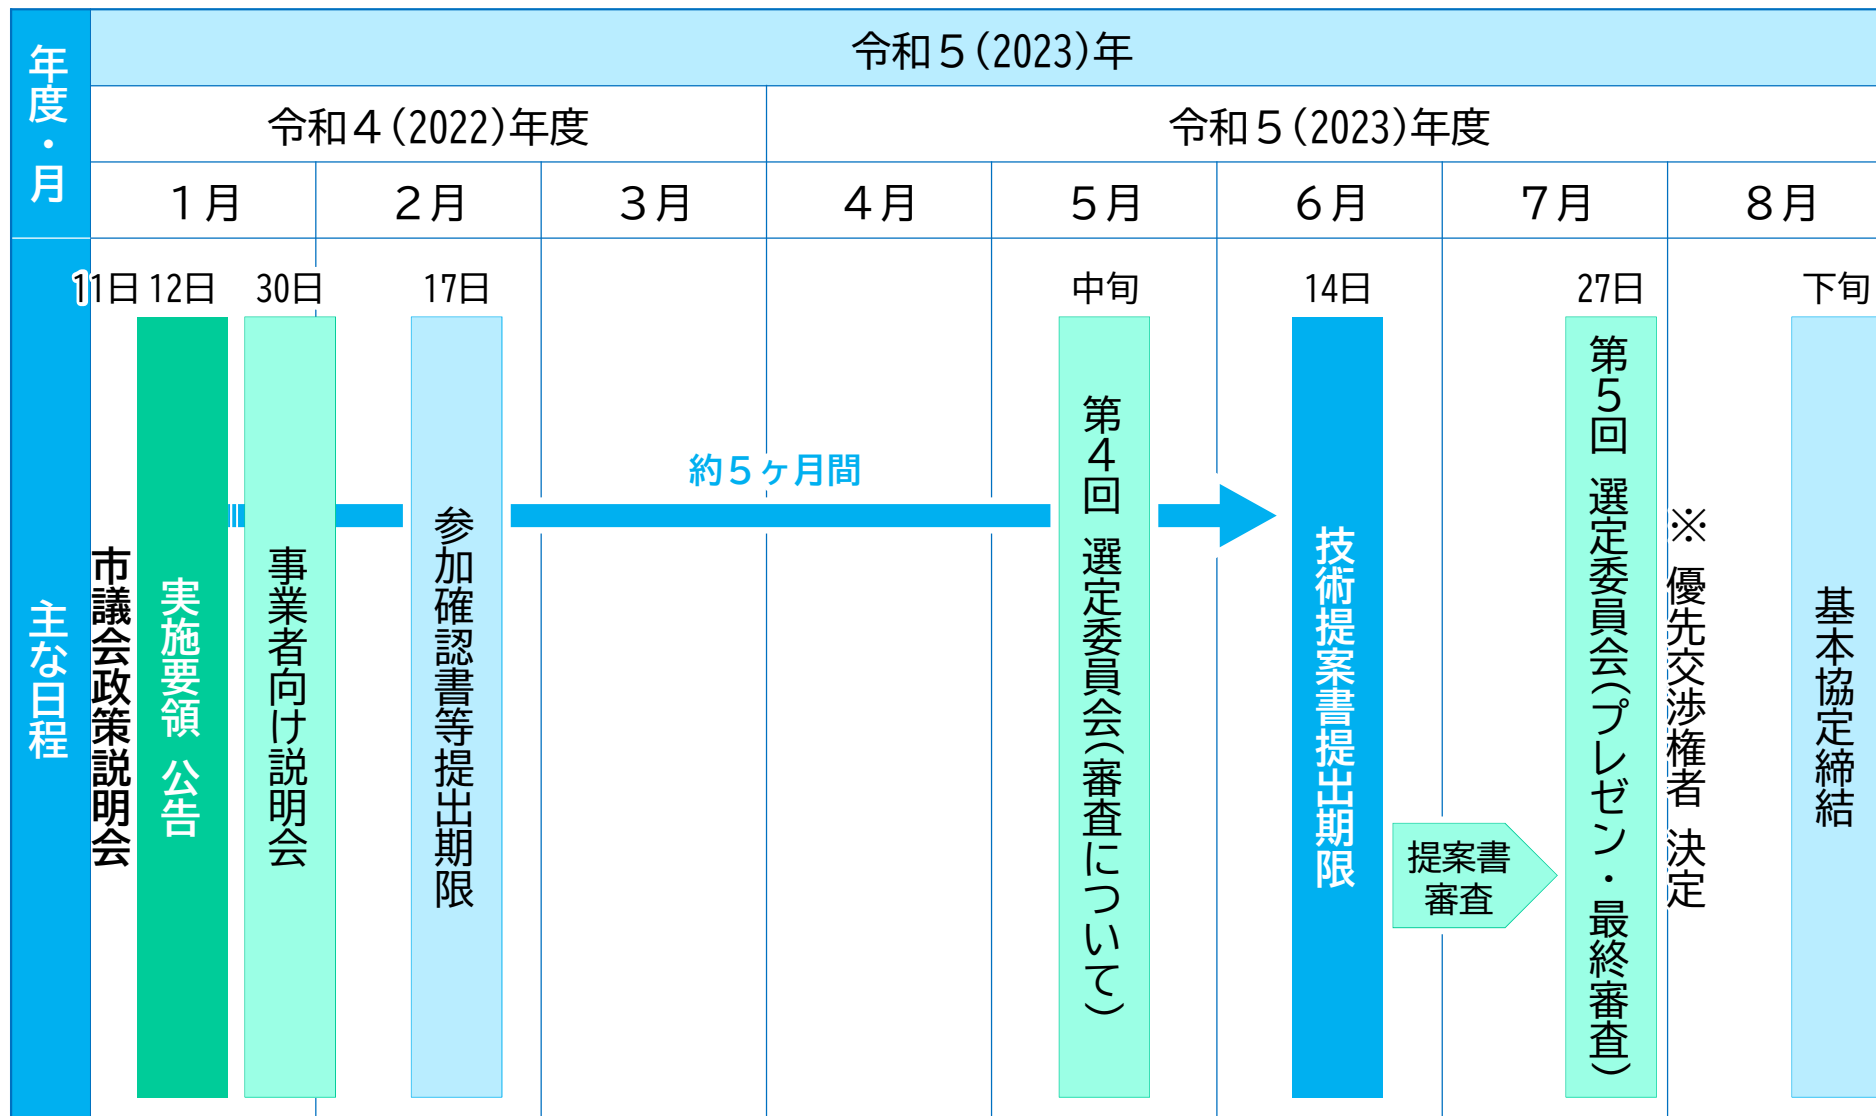 年度・月
令和５(2023)年
令和４(2022)年度
令和５(2023)年度
１月
２月
３月
４月
５月
６月
７月
８月
主な日程
11日
12日
30日
17日
中旬
14日
27日
下旬
市議会政策説明会
実施要領 公告
事業者向け説明会
参加確認書等提出期限
約５ヶ月間
第４回 選定委員会(審査について)
技術提案書提出期限
提案書
審査
第５回 選定委員会(プレゼン・最終審査)
※ 優先交渉権者 決定
基本協定締結